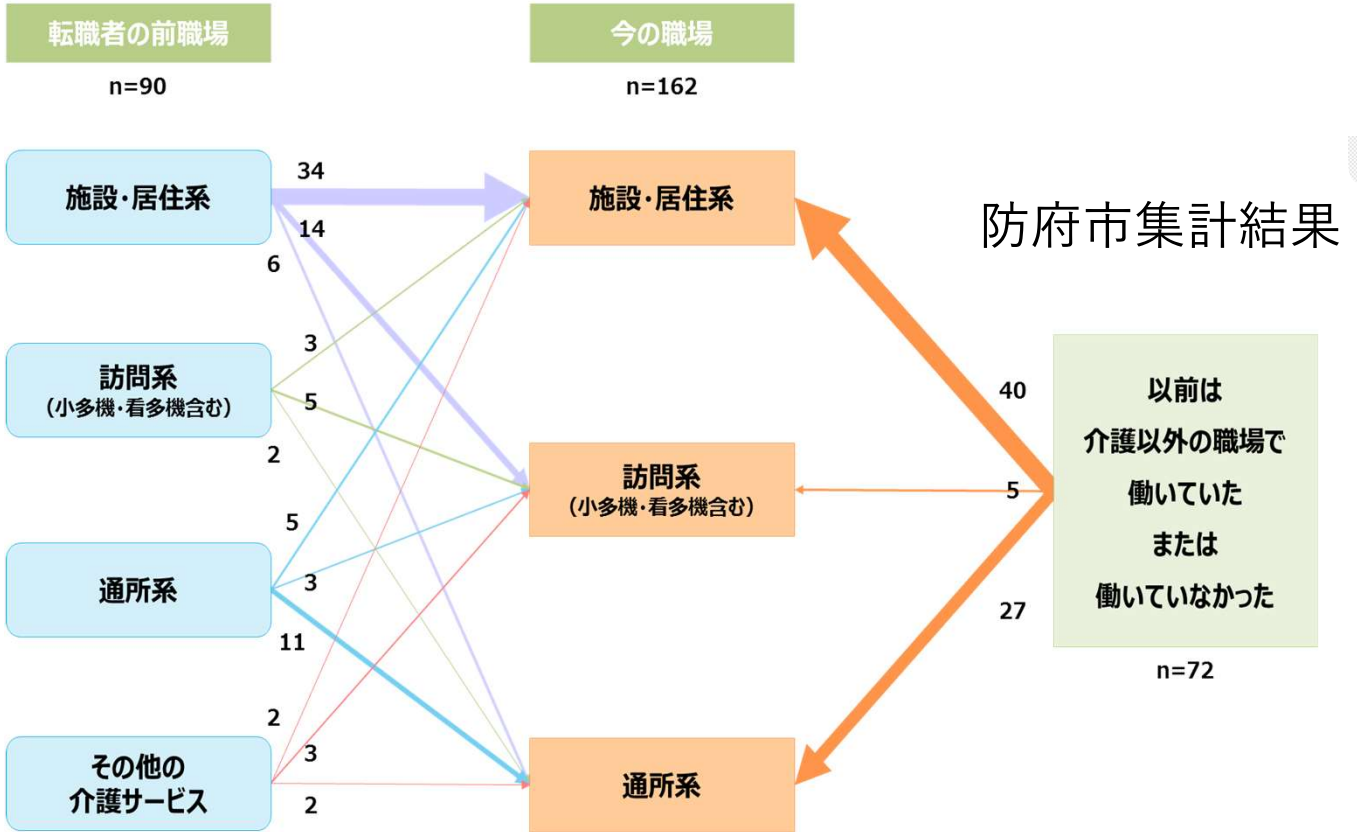 転職者の前職場
今の職場
n=90
n=162
施設・居住系
34
14
6
施設・居住系
防府市集計結果
訪問系
(小多機・看多機含む)
3
5
2
訪問系
(小多機・看多機含む)
40
5
27
以前は
介護以外の職場で
働いていた
または
働いていなかった
n=72
通所系
5
3
11
その他の
介護サービス
2
3
2
通所系